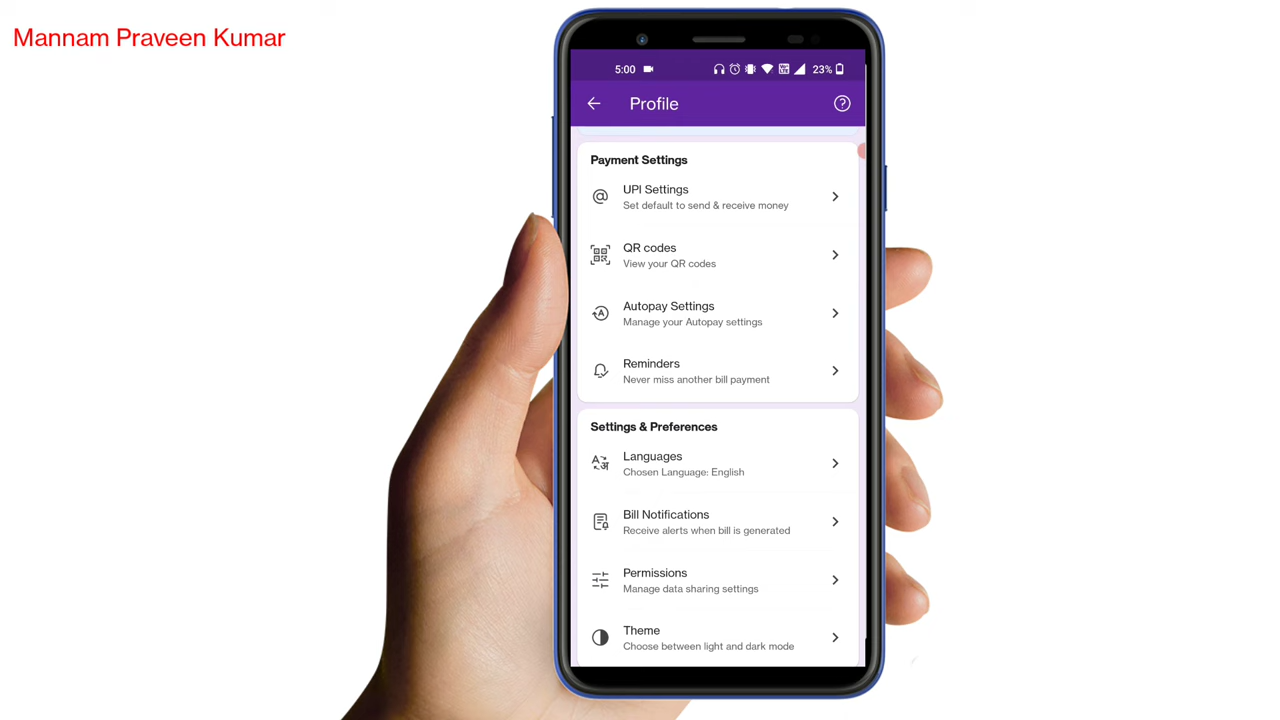 Mannam Praveen Kumar
5:00
23%
Profile
Payment Settings
UPI Settings
Set default to send & receive money
QR codes
View your QR codes
Autopay Settings
Manage your Autopay settings
Reminders
Never miss another bill payment
Settings & Preferences
Languages
Chosen Language: English
Bill Notifications
Receive alerts when bill is generated
Permissions
Manage data sharing settings
Theme
Choose between light and dark mode